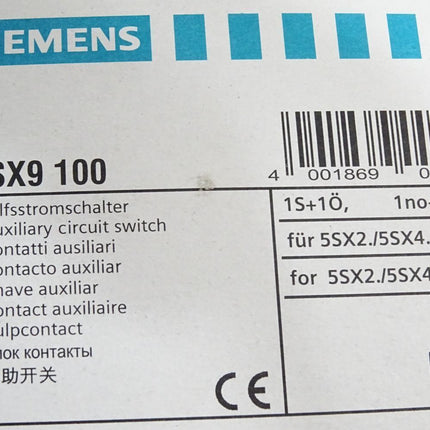 IEMENS
SX9 100
4 001869 0
lfsstromschalter
uxiliary circuit switch
ontatti ausiliari
ontacto auxiliar
have auxiliar
ontact auxiliaire
ulpcontact
лок контакты
助开关
1S+1Ö, 1no
für 5SX2./5SX4.
for 5SX2./5SX4
CE